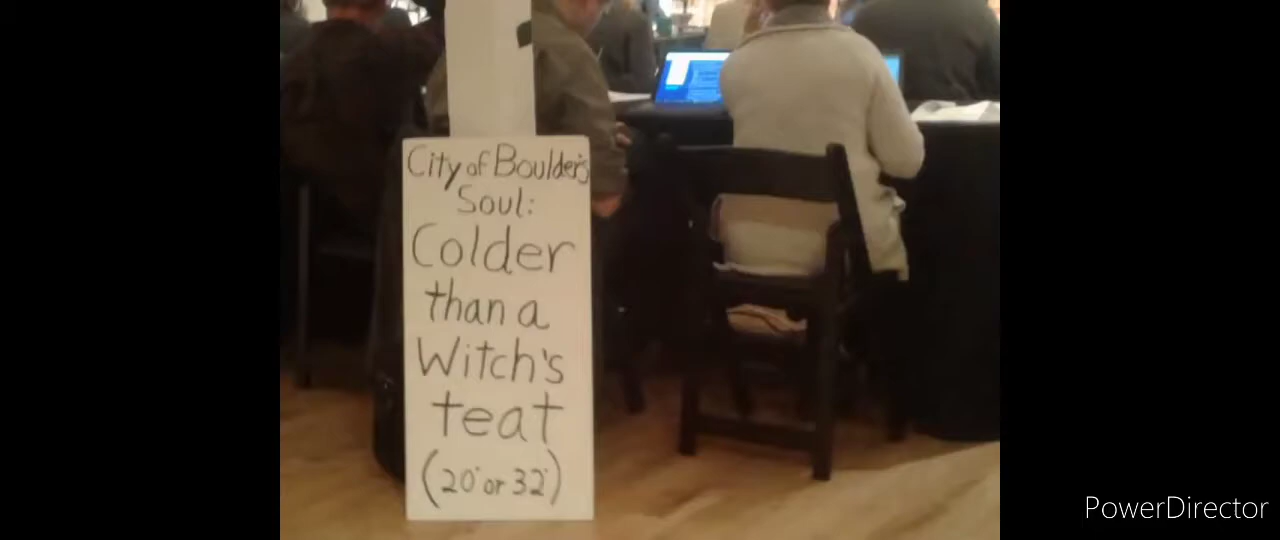 City of Boulder's
Soul:
Colder
than a
Witch's
teat
(20° or 32°)
PowerDirector